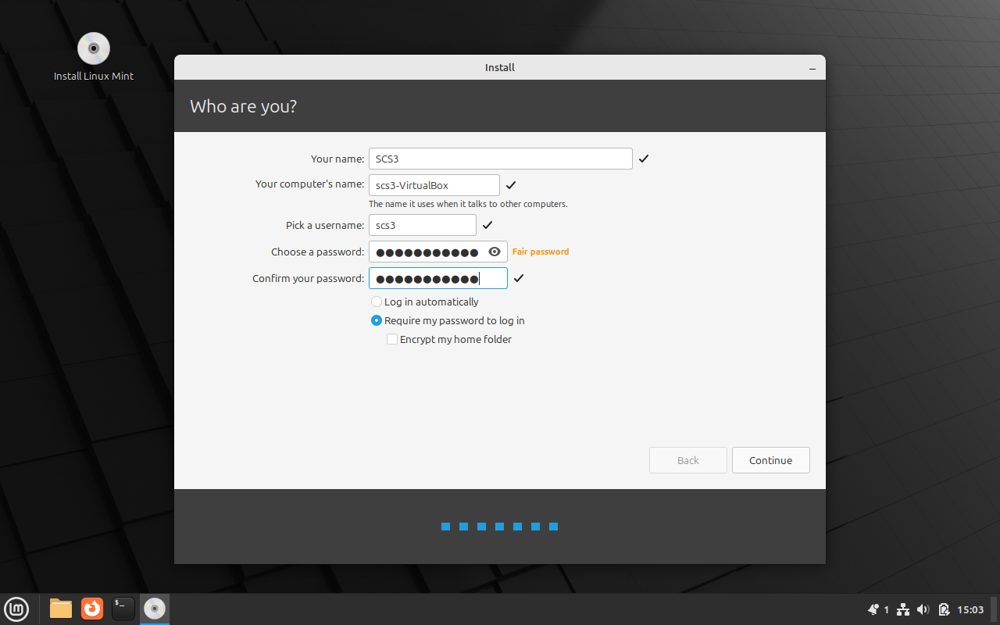 Install Linux Mint
Install
Who are you?
Your name: SCS3
Your computer's name: scs3-VirtualBox
The name it uses when it talks to other computers.
Pick a username: scs3
Choose a password: ●●●●●●●●●●● Fair password
Confirm your password: ●●●●●●●●●●●
Log in automatically
Require my password to log in
Encrypt my home folder
Back Continue
$_ 1 15:03